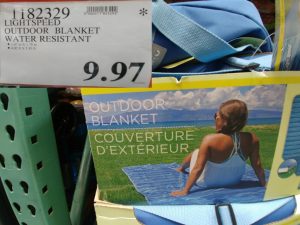 1182329 *
LIGHTSPEED
OUTDOOR BLANKET
WATER RESISTANT
9.97
OUTDOOR
BLANKET
COUVERTURE
D'EXTÉRIEUR